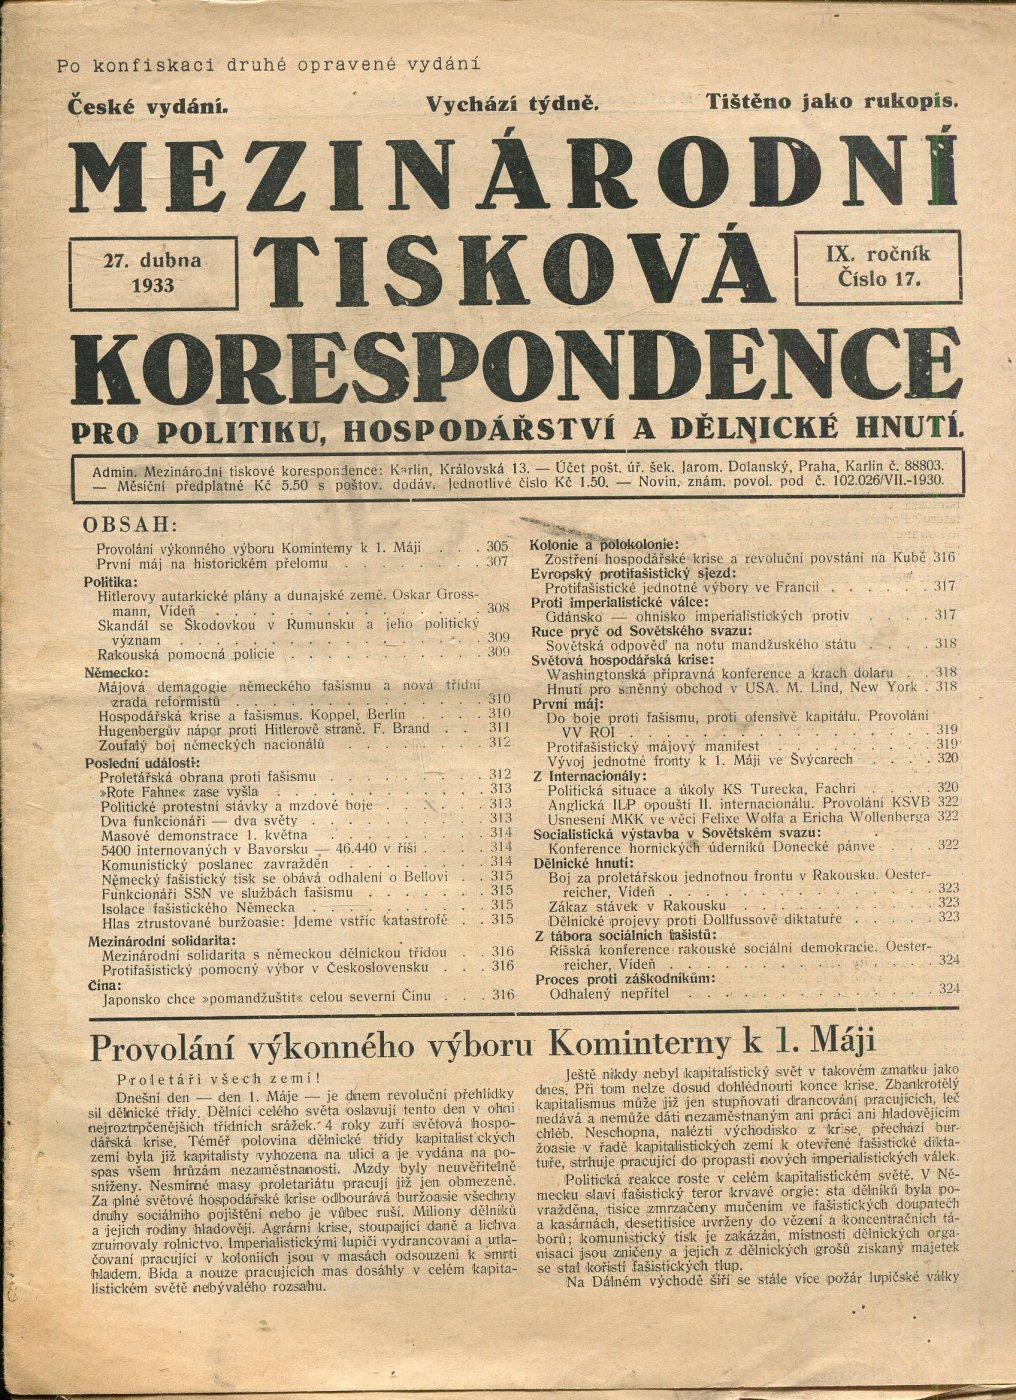 Po konfiskaci druhé opravené vydání
České vydání. Vychází týdně. Tištěno jako rukopis.
MEZINÁRODNÍ
27. dubna
1933
TISKOVÁ
IX. ročník
Číslo 17.
KORESPONDENCE
PRO POLITIKU, HOSPODÁŘSTVÍ A DĚLNICKÉ HNUTÍ.
Admin. Mezinárodní tiskové korespondence: Karlín, Královská 13. — Účet pošt. úř. šek. Jarom. Dolanský, Praha, Karlín č. 88803.
— Měsíční předplatné Kč 5.50 s poštov. dodáv. Jednotlivé číslo Kč 1.50. — Novin. znám. povol. pod č. 102.026/VII.-1930.
OBSAH:
Provolání výkonného výboru Kominterny k 1. Máji . . . 305
První máj na historickém přelomu . . . . . . . 307
Politika:
Hitlerovy autarkické plány a dunajské země. Oskar Gross-
mann, Vídeň . . . . . . . . . . . . . 308
Skandál se Škodovkou v Rumunsku a jeho politický
význam . . . . . . . . . . . . . . . 309
Rakouská pomocná policie . . . . . . . . . . 309
Německo:
Májová demagogie německého fašismu a nová třídní
zrada reformistů . . . . . . . . . . . . 310
Hospodářská krise a fašismus. Koppel, Berlin . . . . 310
Hugenbergův nápor proti Hitlerově straně. F. Brand . . 311
Zoufalý boj německých nacionálů . . . . . . . 312
Poslední události:
Proletářská obrana proti fašismu . . . . . . . 312
»Rote Fahne« zase vyšla . . . . . . . . . . 313
Politické protestní stávky a mzdové boje . . . . . 313
Dva funkcionáři — dva světy . . . . . . . . . 313
Masové demonstrace 1. května . . . . . . . . 314
5400 internovaných v Bavorsku — 46.440 v říši . . . . 314
Komunistický poslanec zavražděn . . . . . . . 314
Německý fašistický tisk se obává odhalení o Bellovi . . 315
Funkcionáři SSN ve službách fašismu . . . . . . 315
Isolace fašistického Německa . . . . . . . . . 315
Hlas ztrustované buržoasie: Jdeme vstříc katastrofě . . 315
Mezinárodní solidarita:
Mezinárodní solidarita s německou dělnickou třídou . . 316
Protifašistický pomocný výbor v Československu . . . 316
Čína:
Japonsko chce »pomandžuštit« celou severní Čínu . . . 316
Kolonie a polokolonie:
Zostření hospodářské krise a revoluční povstání na Kubě 316
Evropský protifašistický sjezd:
Protifašistické jednotné výbory ve Francii . . . . . . 317
Proti imperialistické válce:
Gdánsko — ohnisko imperialistických protiv . . . . 317
Ruce pryč od Sovětského svazu:
Sovětská odpověď na notu mandžuského státu . . . . 318
Světová hospodářská krise:
Washingtonská přípravná konference a krach dolaru . . 318
Hnutí pro směnný obchod v USA. M. Lind, New York . 318
První máj:
Do boje proti fašismu, proti ofensivě kapitálu. Provolání
VV ROI . . . . . . . . . . . . . . . 319
Protifašistický májový manifest . . . . . . . . 319
Vývoj jednotné fronty k 1. Máji ve Švýcarech . . . . 320
Z Internacionály:
Politická situace a úkoly KS Turecka, Fachri . . . . 320
Anglická ILP opouští II. internacionálu. Provolání KSVB 322
Usnesení MKK ve věci Felixe Wolfa a Ericha Wollenberga 322
Socialistická výstavba v Sovětském svazu:
Konference hornických úderníků Donecké pánve . . . . 322
Dělnické hnutí:
Boj za proletářskou jednotnou frontu v Rakousku. Oester-
reicher, Vídeň . . . . . . . . . . . . . 323
Zákaz stávek v Rakousku . . . . . . . . . . 323
Dělnické projevy proti Dollfussově diktatuře . . . . . 323
Z tábora sociálních fašistů:
Říšská konference rakouské sociální demokracie. Oester-
reicher, Vídeň . . . . . . . . . . . . . 324
Proces proti záškodníkům:
Odhalený nepřítel . . . . . . . . . . . . 324
Provolání výkonného výboru Kominterny k 1. Máji
Proletáři všech zemí!
Dnešní den — den 1. Máje — je dnem revoluční přehlídky
sil dělnické třídy. Dělníci celého světa oslavují tento den v ohni
nejroztrpčenějších třídních srážek. 4 roky zuří světová hospo-
dářská krise. Téměř polovina dělnické třídy kapitalistických
zemí byla již kapitalisty vyhozena na ulici a je vydána na po-
spas všem hrůzám nezaměstnanosti. Mzdy byly neuvěřitelně
sníženy. Nesmírné masy proletariátu pracují již jen obmezeně.
Za plné světové hospodářské krise odbourává buržoasie všechny
druhy sociálního pojištění nebo je vůbec ruší. Miliony dělníků
a jejich rodiny hladovějí. Agrární krise, stoupající daně a lichva
zruinovaly rolnictvo. Imperialistickými lupiči vydrancovaní a utla-
čovaní pracující v koloniích jsou v masách odsouzeni k smrti
hladem. Bída a nouze pracujících mas dosáhly v celém kapita-
listickém světě nebývalého rozsahu.
Ještě nikdy nebyl kapitalistický svět v takovém zmatku jako
dnes. Při tom nelze dosud dohlédnouti konce krise. Zbankrotělý
kapitalismus může již jen stupňovati drancování pracujících, leč
nedává a nemůže dáti nezaměstnaným ani práci ani hladovějícím
chléb. Neschopna, nalézti východisko z krise, přechází bur-
žoasie v řadě kapitalistických zemí k otevřené fašistické dikta-
tuře, strhuje pracující do propasti nových imperialistických válek.
Politická reakce roste v celém kapitalistickém světě. V Ně-
mecku slaví fašistický teror krvavé orgie: sta dělníků byla po-
vražděna, tisíce zmrzačeny mučením ve fašistických doupatech
a kasárnách, desetitisíce uvrženy do vězení a koncentračních tá-
borů; komunistický tisk je zakázán, místnosti dělnických orga-
nisací jsou zničeny a jejich z dělnických grošů získaný majetek
se stal kořistí fašistických tlup.
Na Dálném východě šíří se stále více požár lupičské války